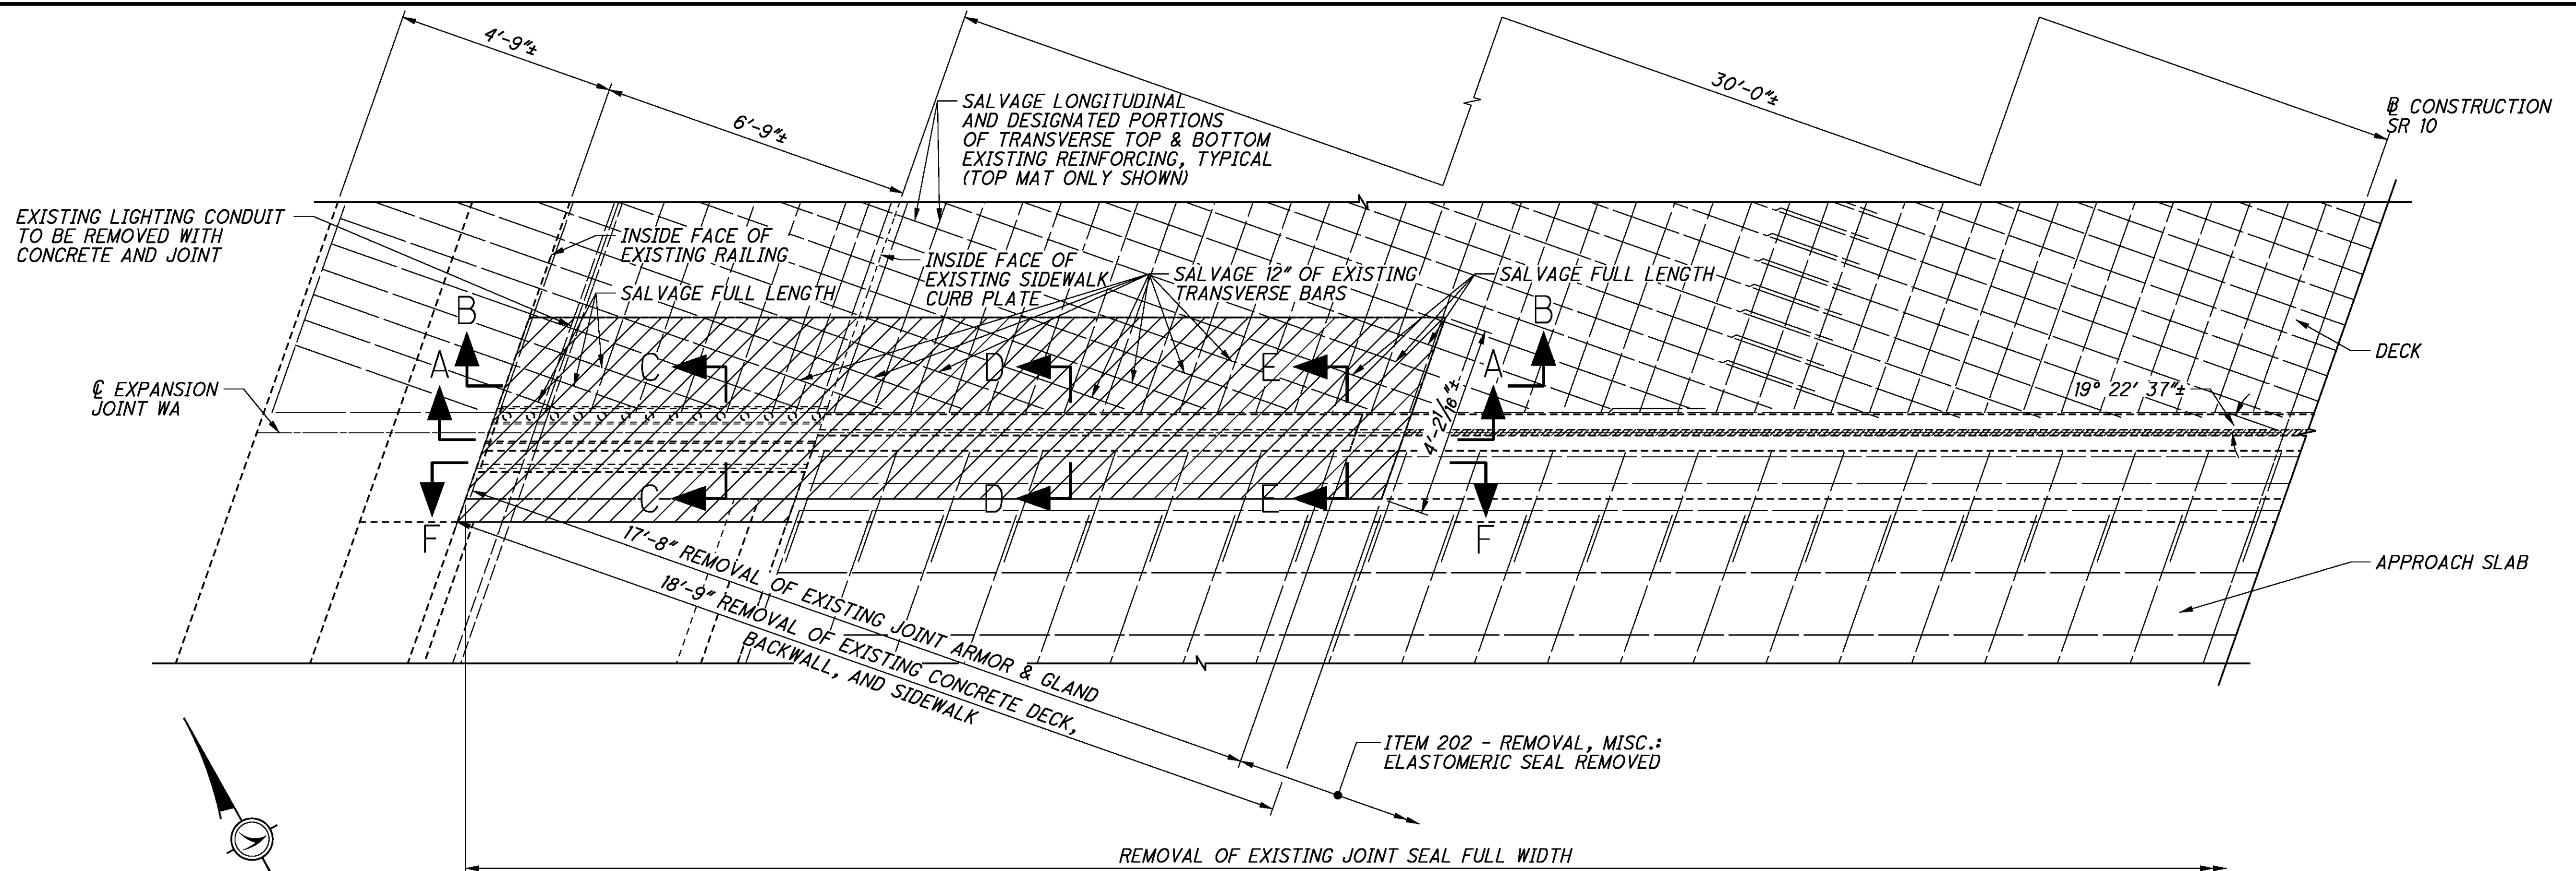 4'-9"±
6'-9"±
30'-0"±
SALVAGE LONGITUDINAL
AND DESIGNATED PORTIONS
OF TRANSVERSE TOP & BOTTOM
EXISTING REINFORCING, TYPICAL
(TOP MAT ONLY SHOWN)
℄ CONSTRUCTION
SR 10
EXISTING LIGHTING CONDUIT
TO BE REMOVED WITH
CONCRETE AND JOINT
INSIDE FACE OF
EXISTING RAILING
SALVAGE FULL LENGTH
INSIDE FACE OF
EXISTING SIDEWALK
CURB PLATE
SALVAGE 12" OF EXISTING
TRANSVERSE BARS
SALVAGE FULL LENGTH
B
B
A
A
C
D
E
DECK
℄ EXPANSION
JOINT WA
19° 22' 37"±
4'-2 1/16"±
C
D
E
F
F
APPROACH SLAB
17'-8" REMOVAL OF EXISTING JOINT ARMOR & GLAND
18'-9" REMOVAL OF EXISTING CONCRETE DECK,
BACKWALL, AND SIDEWALK
ITEM 202 - REMOVAL, MISC.:
ELASTOMERIC SEAL REMOVED
REMOVAL OF EXISTING JOINT SEAL FULL WIDTH